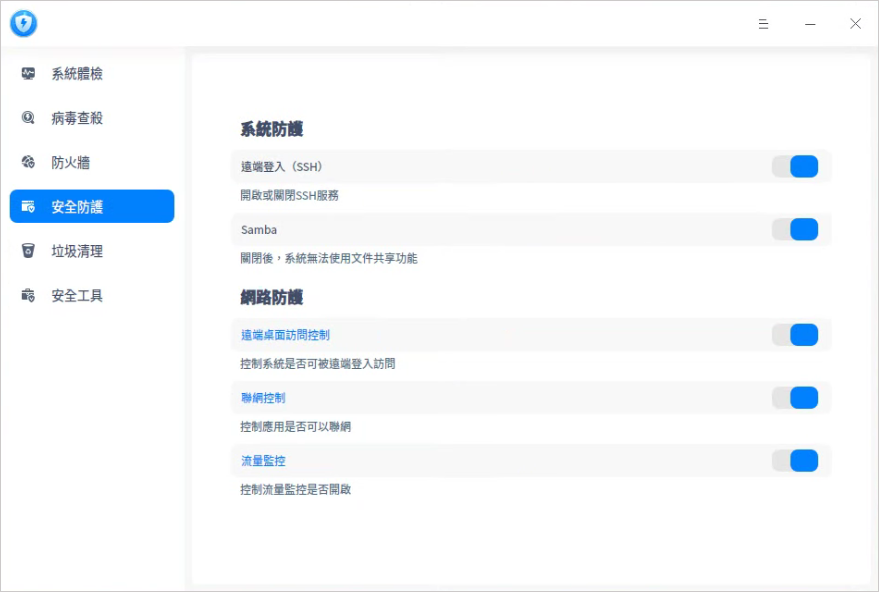 系統體檢
病毒查殺
防火牆
安全防護
垃圾清理
安全工具
系統防護
遠端登入（SSH）
開啟或關閉SSH服務
Samba
關閉後，系統無法使用文件共享功能
網路防護
遠端桌面訪問控制
控制系統是否可被遠端登入訪問
聯網控制
控制應用是否可以聯網
流量監控
控制流量監控是否開啟